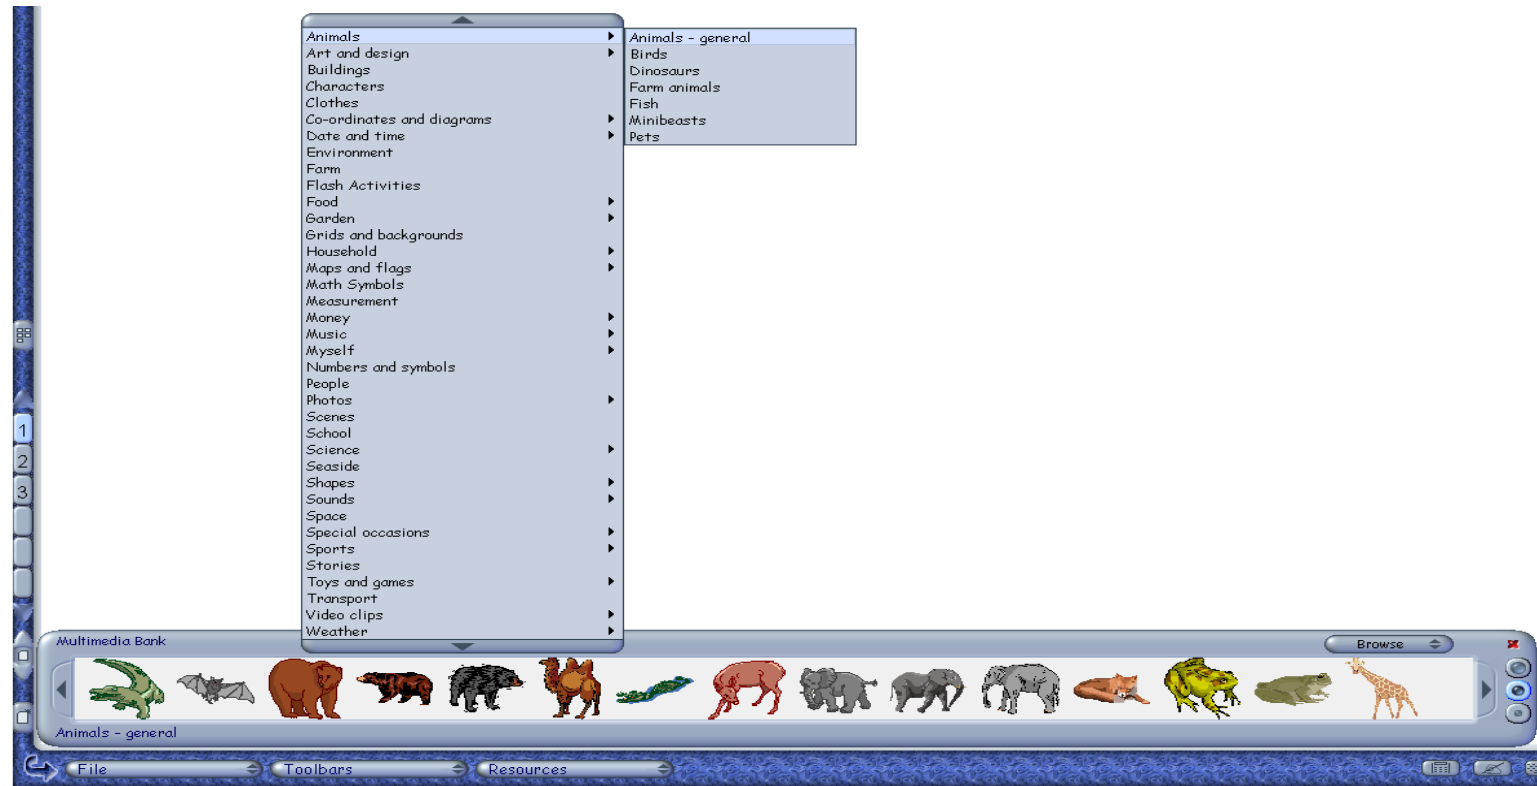 Animals
Art and design
Buildings
Characters
Clothes
Co-ordinates and diagrams
Date and time
Environment
Farm
Flash Activities
Food
Garden
Grids and backgrounds
Household
Maps and flags
Math Symbols
Measurement
Money
Music
Myself
Numbers and symbols
People
Photos
Scenes
School
Science
Seaside
Shapes
Sounds
Space
Special occasions
Sports
Stories
Toys and games
Transport
Video clips
Weather
Animals - general
Birds
Dinosaurs
Farm animals
Fish
Minibeasts
Pets
1
2
3
Multimedia Bank
Browse
Animals - general
File
Toolbars
Resources